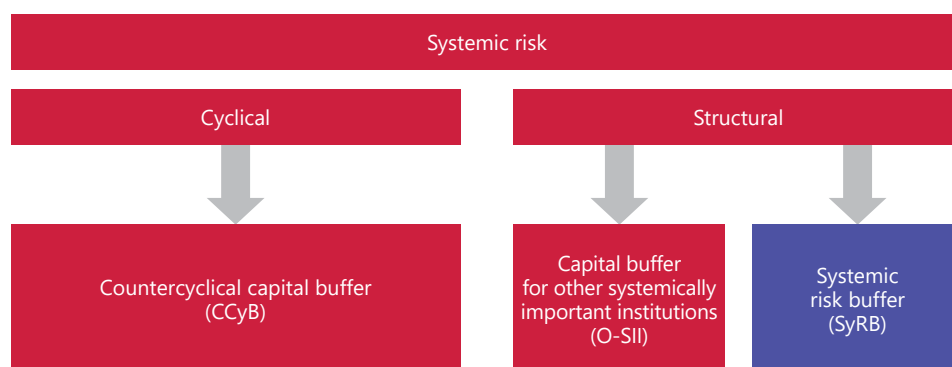 Systemic risk
Cyclical
Structural
Countercyclical capital buffer
(CCyB)
Capital buffer
for other systemically
important institutions
(O-SII)
Systemic
risk buffer
(SyRB)